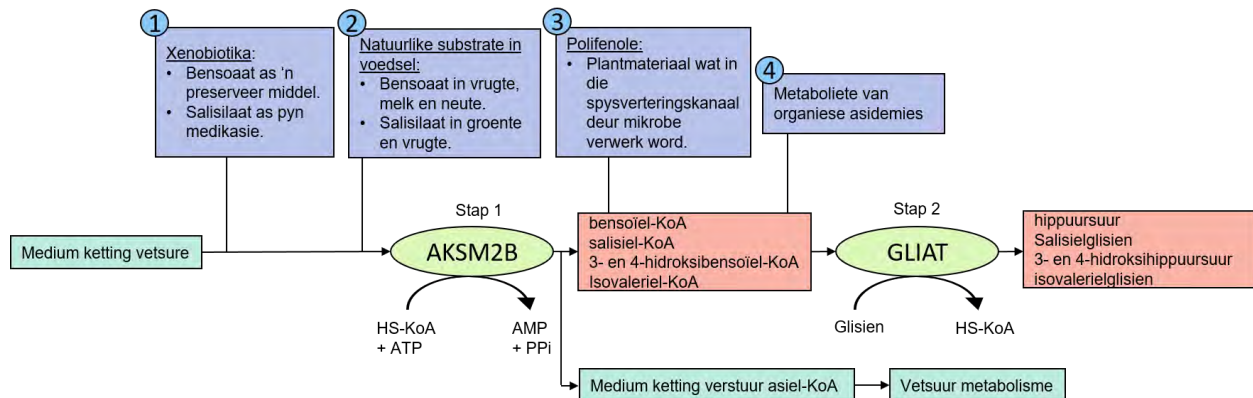 1
Xenobiotika:
• Bensoaat as 'n
preserveer middel.
• Salisilaat as pyn
medikasie.
2
Natuurlike substrate in
voedsel:
• Bensoaat in vrugte,
melk en neute.
• Salisilaat in groente
en vrugte.
3
Polifenole:
• Plantmateriaal wat in
die
spysverteringskanaal
deur mikrobe
verwerk word.
4
Metaboliete van
organiese asidemies
Medium ketting vetsure
Stap 1
AKSM2B
HS-KoA
+ ATP
AMP
+ PPi
bensoïel-KoA
salisiel-KoA
3- en 4-hidroksibensoïel-KoA
Isovaleriel-KoA
Stap 2
GLIAT
Glisien
HS-KoA
hippuursuur
Salisielglisien
3- en 4-hidroksihippuursuur
isovalerielglisien
Medium ketting verstuur asiel-KoA
Vetsuur metabolisme